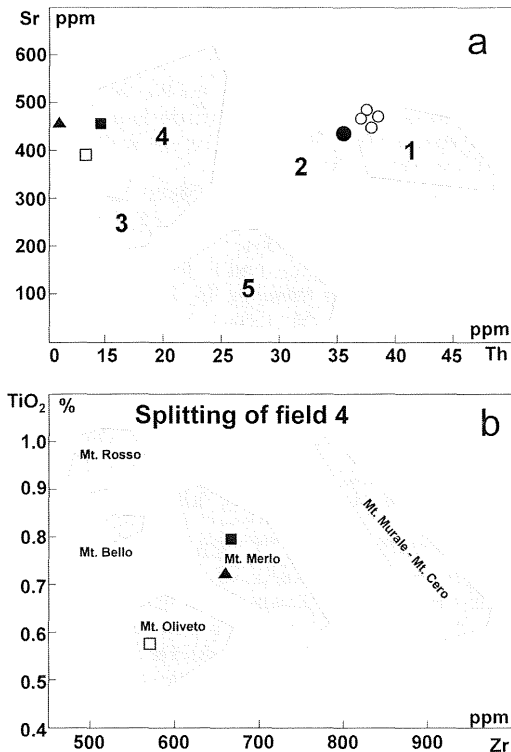 Sr ppm
a
600
500
400
300
200
100
4
3
2
1
5
ppm
0 10 15 20 25 30 35 40 45 Th
TiO₂ %
Splitting of field 4
b
1.0
0.9
0.8
0.7
0.6
0.5
0.4
Mt. Rosso
Mt. Bello
Mt. Merlo
Mt. Oliveto
Mt. Murale - Mt. Cero
ppm
500 600 700 800 900 Zr